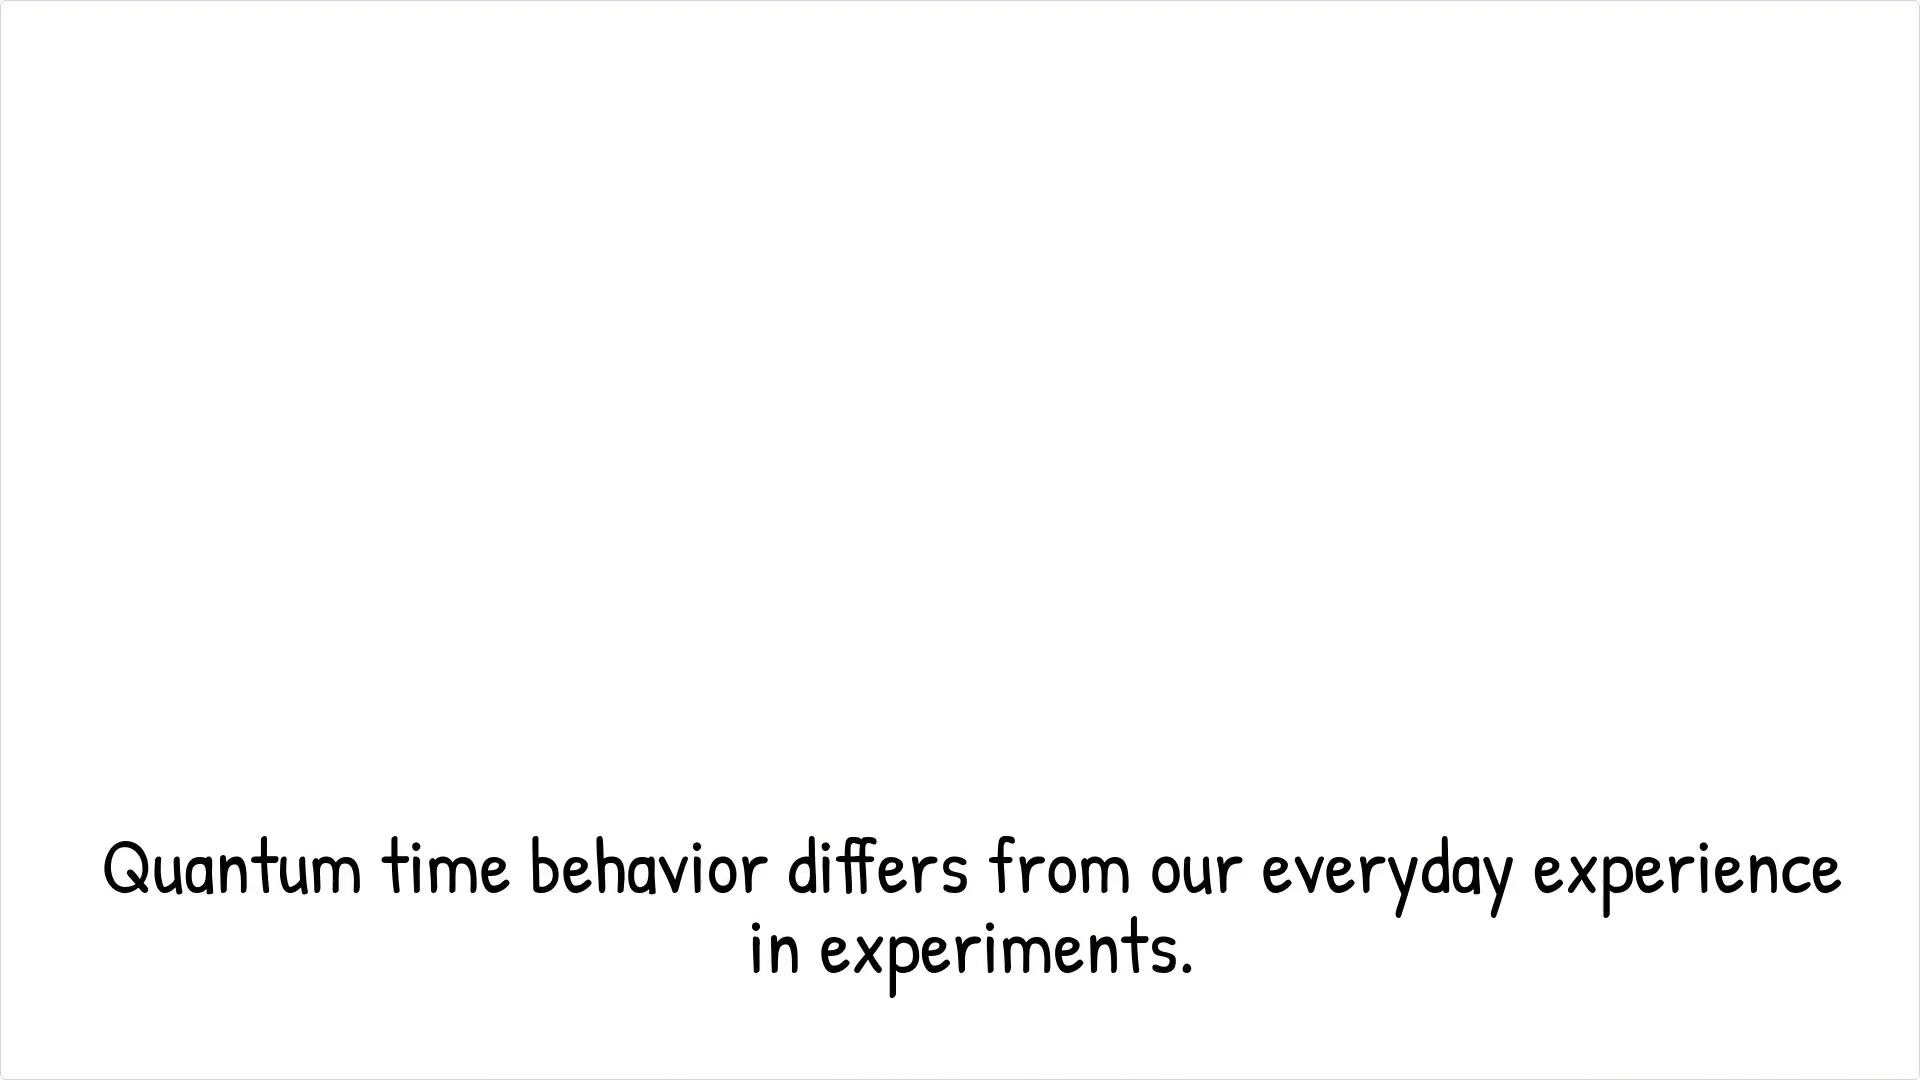 Quantum time behavior differs from our everyday experience
in experiments.